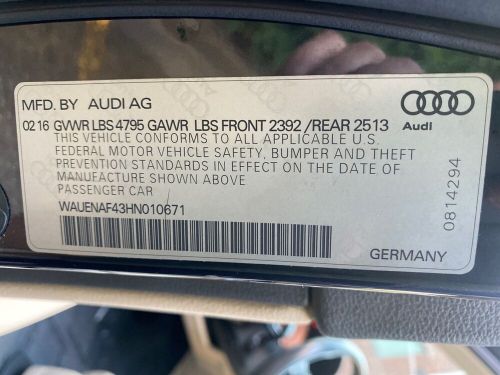 MFD. BY AUDI AG
02 16 GVWR LBS 4795 GAWR LBS FRONT 2392 /REAR 2513
Audi
THIS VEHICLE CONFORMS TO ALL APPLICABLE U.S.
FEDERAL MOTOR VEHICLE SAFETY, BUMPER AND THEFT
PREVENTION STANDARDS IN EFFECT ON THE DATE OF
MANUFACTURE SHOWN ABOVE
PASSENGER CAR
WAUENAF43HN010671
0814294
GERMANY